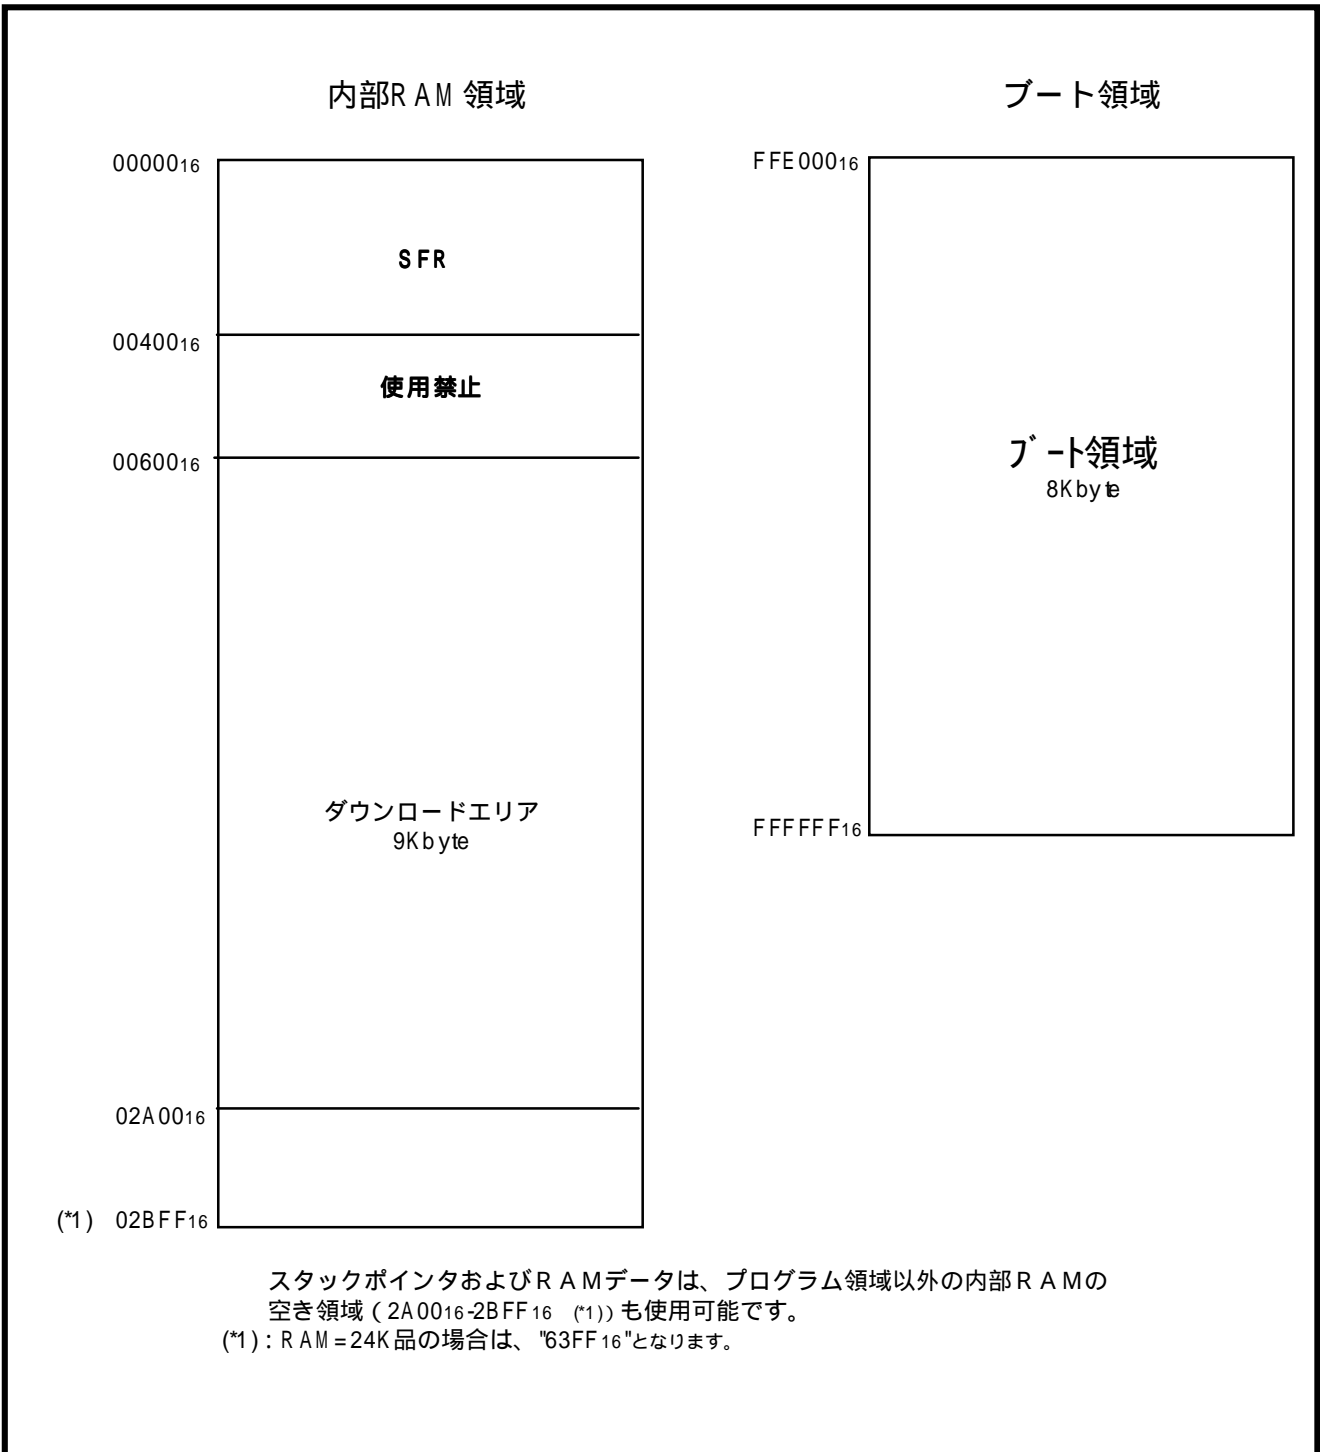 内部RAM 領域
00000₁₆
SFR
00400₁₆
使用禁止
00600₁₆
ダウンロードエリア
9Kbyte
02A00₁₆
(*1) 02BFF₁₆
ブート領域
FFE000₁₆
ブート領域
8Kbyte
FFFFFF₁₆
スタックポインタおよびRAMデータは、プログラム領域以外の内部RAMの
空き領域(2A00₁₆-2BFF₁₆ (*1))も使用可能です。
(*1):RAM=24K品の場合は、"63FF₁₆"となります。